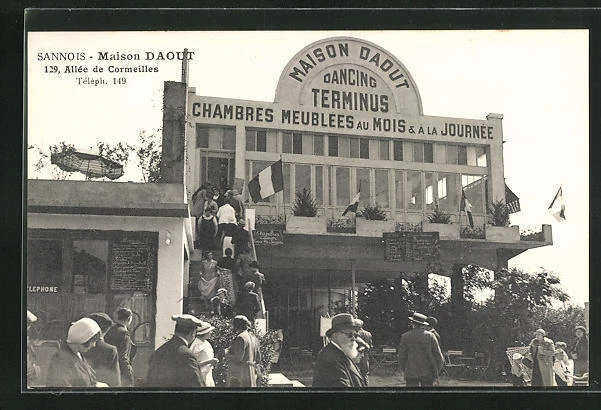 SANNOIS - Maison DAOUT
129, Allée de Cormeilles
Téléph. 149
MAISON DAOUT
DANCING
TERMINUS
CHAMBRES MEUBLÉES AU MOIS & À LA JOURNÉE
TELEPHONE